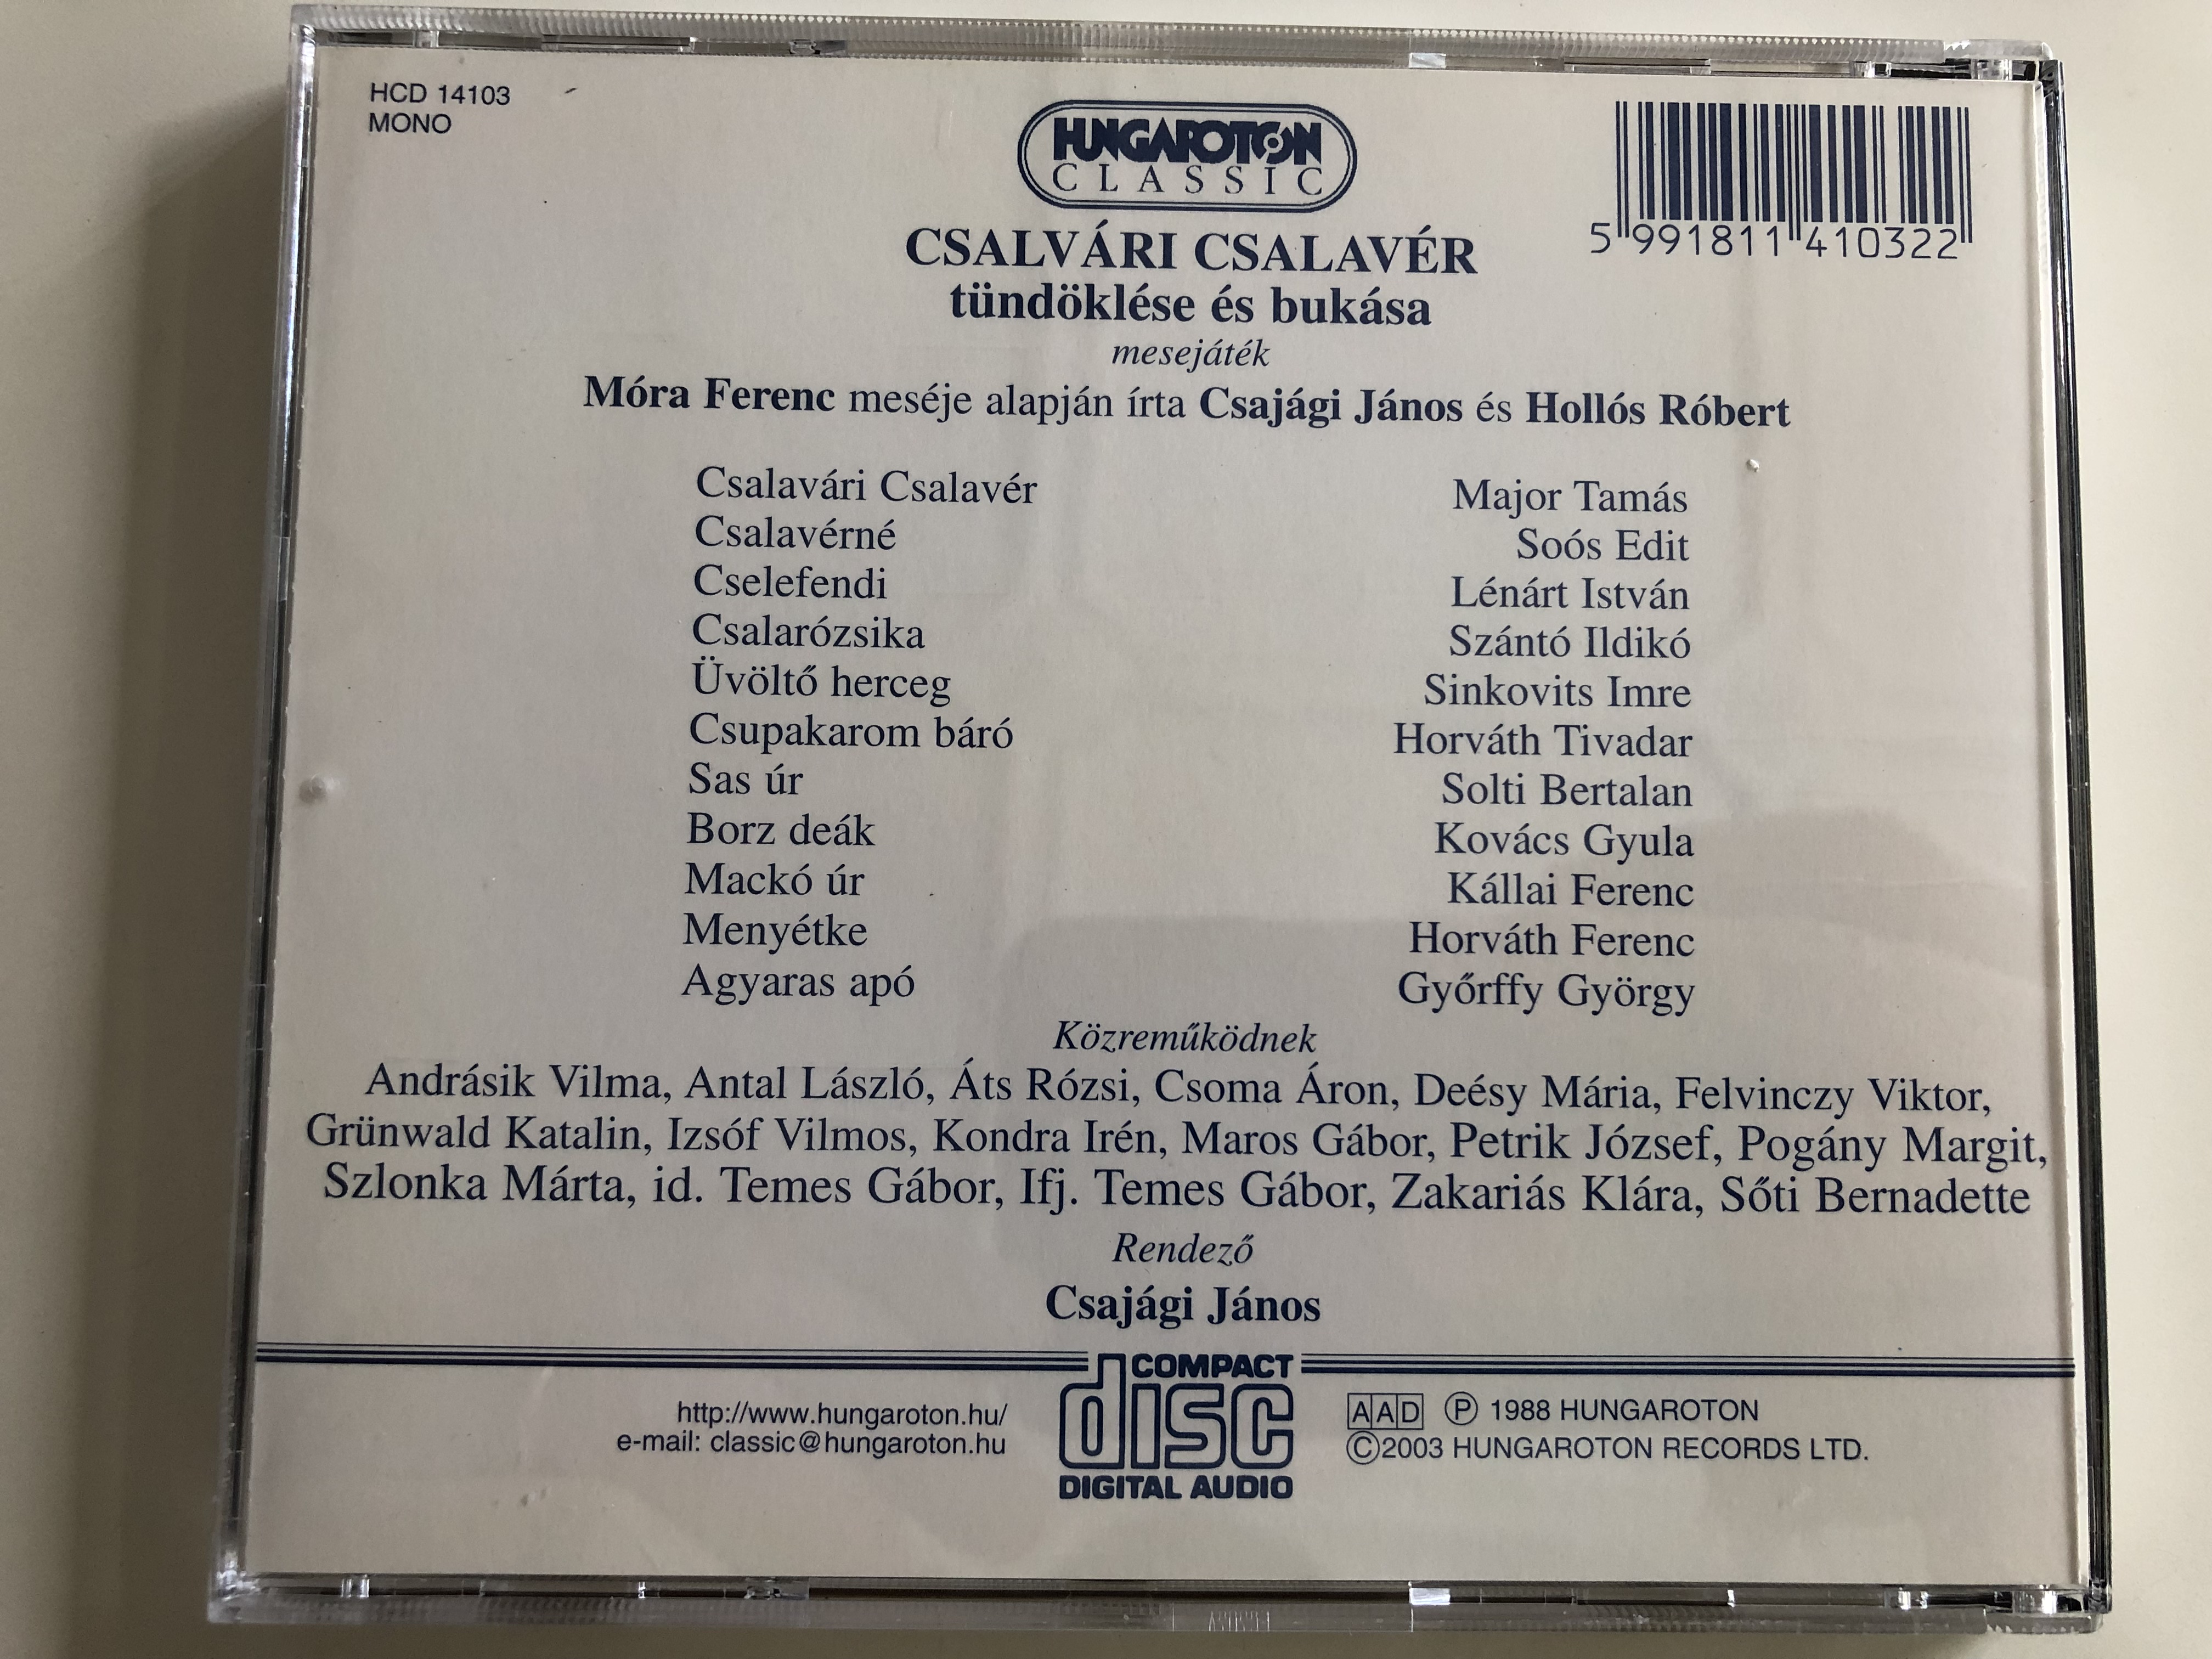 HCD 14103
MONO
HUNGAROTON
CLASSIC
5 991811 410322
CSALVÁRI CSALAVÉR
tündöklése és bukása
mesejáték
Móra Ferenc meséje alapján írta Csajági János és Hollós Róbert
Csalavári Csalavér Major Tamás
Csalavérné Soós Edit
Cselefendi Lénárt István
Csalarózsika Szántó Ildikó
Üvöltő herceg Sinkovits Imre
Csupakarom báró Horváth Tivadar
Sas úr Solti Bertalan
Borz deák Kovács Gyula
Mackó úr Kállai Ferenc
Menyétke Horváth Ferenc
Agyaras apó Győrffy György
Közreműködnek
Andrásik Vilma, Antal László, Áts Rózsi, Csoma Áron, Deésy Mária, Felvinczy Viktor,
Grünwald Katalin, Izsóf Vilmos, Kondra Irén, Maros Gábor, Petrik József, Pogány Margit,
Szlonka Márta, id. Temes Gábor, Ifj. Temes Gábor, Zakariás Klára, Sőti Bernadette
Rendező
Csajági János
http://www.hungaroton.hu/
e-mail: classic@hungaroton.hu
COMPACT
disc
DIGITAL AUDIO
AAD Ⓟ 1988 HUNGAROTON
©2003 HUNGAROTON RECORDS LTD.